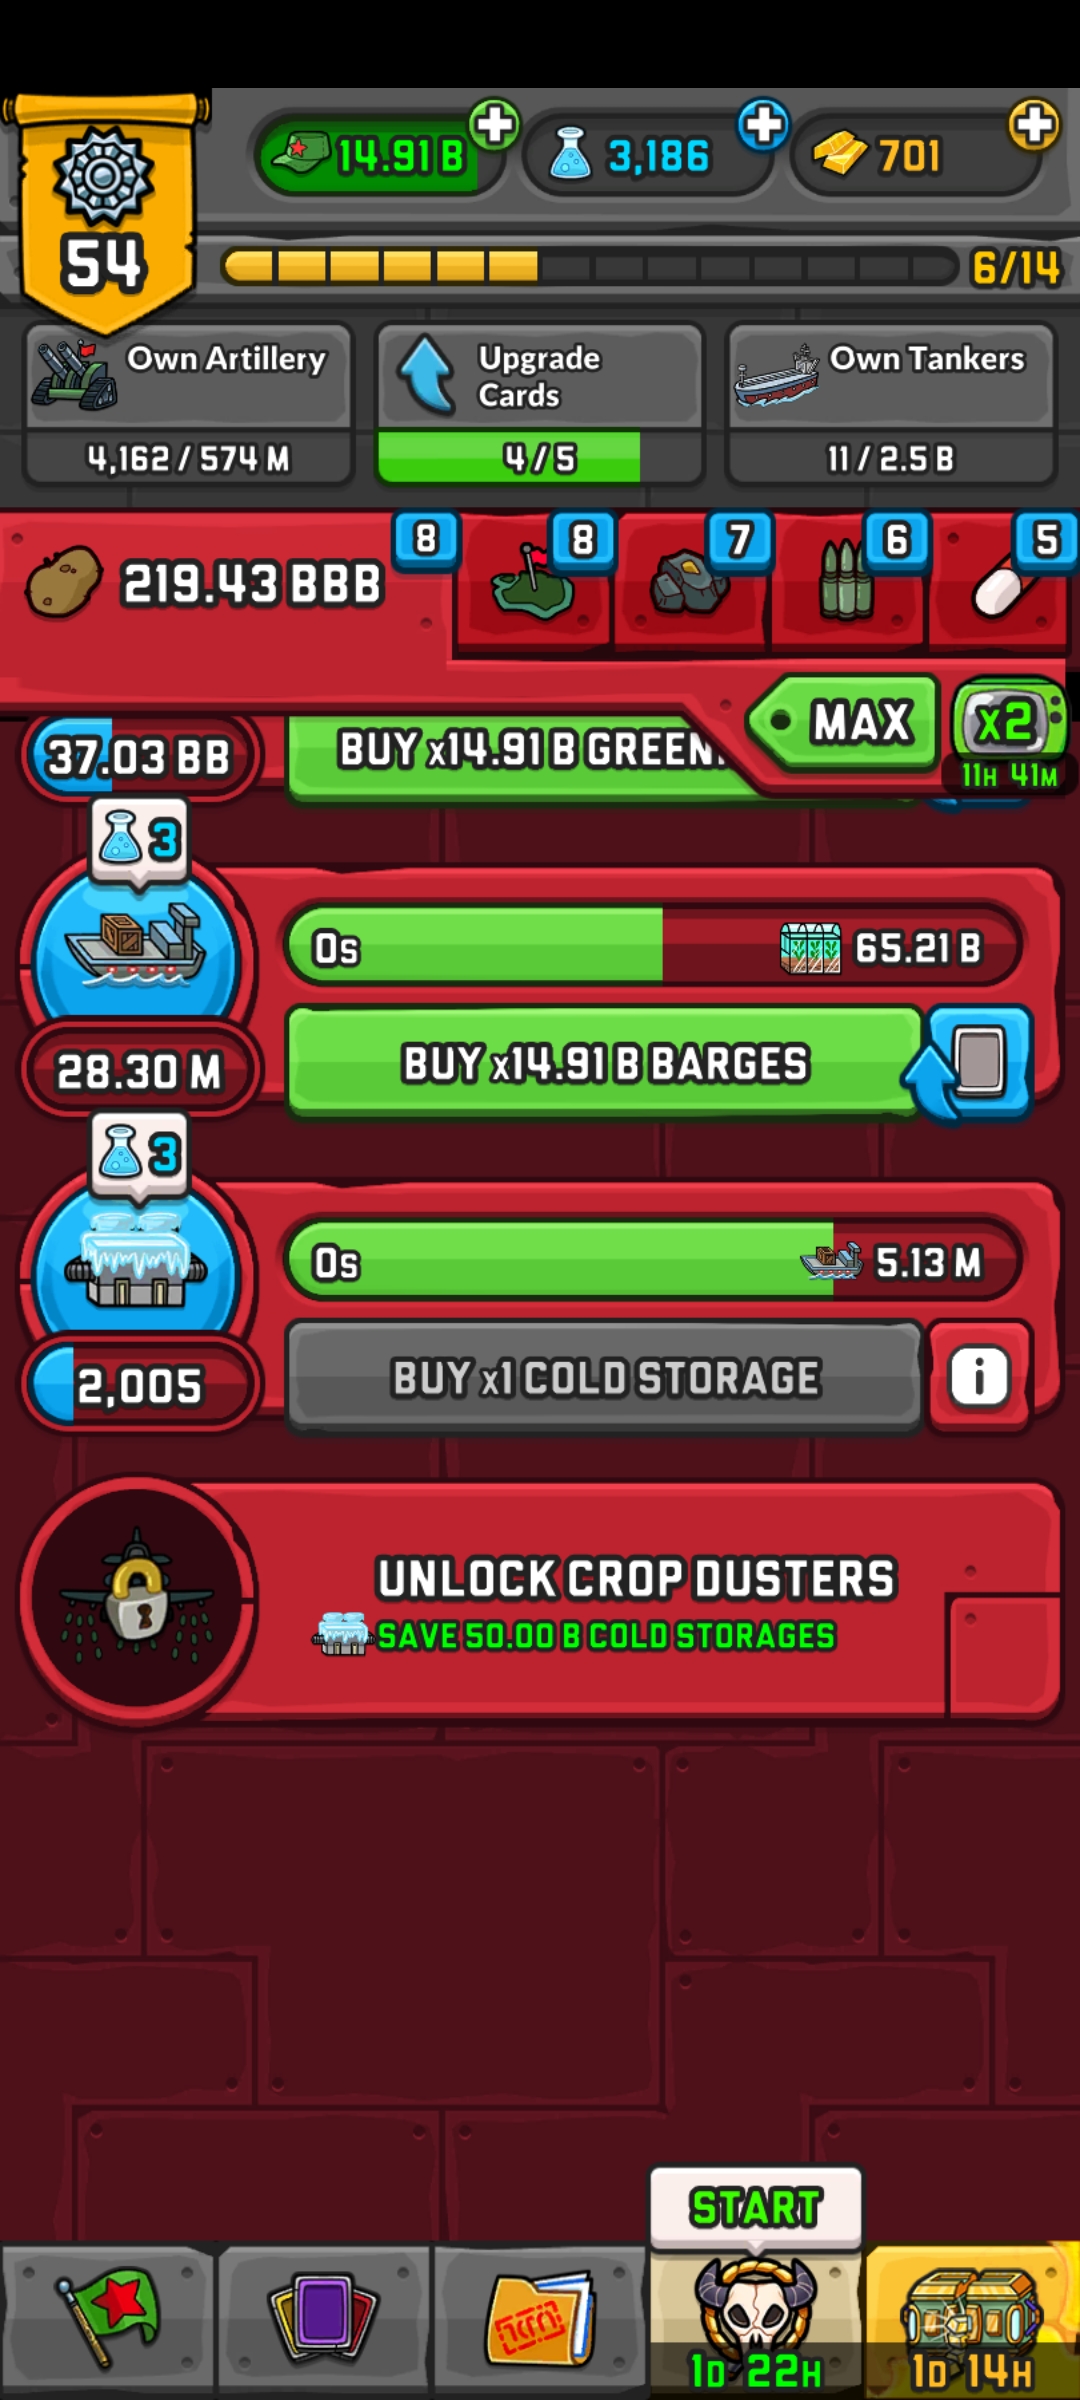 14.91 B
3,186
701
54
6/14
Own Artillery
4,162 / 574 M
Upgrade
Cards
4 / 5
Own Tankers
11 / 2.5 B
219.43 BBB
8
8
7
6
5
MAX
x2
11H 41M
37.03 BB
BUY x14.91 B GREEN
3
0s
65.21 B
28.30 M
BUY x14.91 B BARGES
3
0s
5.13 M
2,005
BUY x1 COLD STORAGE
i
UNLOCK CROP DUSTERS
SAVE 50.00 B COLD STORAGES
START
1D 22H
1D 14H